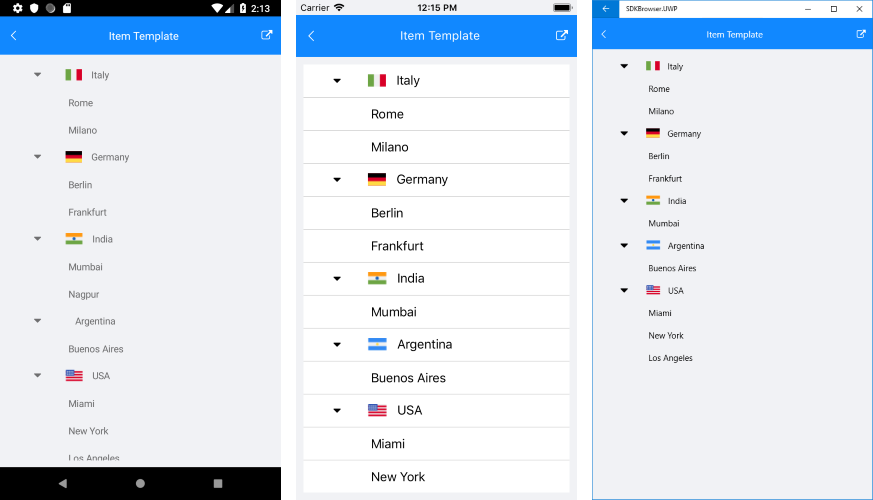 2:13
Item Template
Italy
Rome
Milano
Germany
Berlin
Frankfurt
India
Mumbai
Nagpur
Argentina
Buenos Aires
USA
Miami
New York
Los Angeles
Carrier 12:15 PM
Item Template
Italy
Rome
Milano
Germany
Berlin
Frankfurt
India
Mumbai
Argentina
Buenos Aires
USA
Miami
New York
SDKBrowser.UWP
Item Template
Italy
Rome
Milano
Germany
Berlin
Frankfurt
India
Mumbai
Argentina
Buenos Aires
USA
Miami
New York
Los Angeles